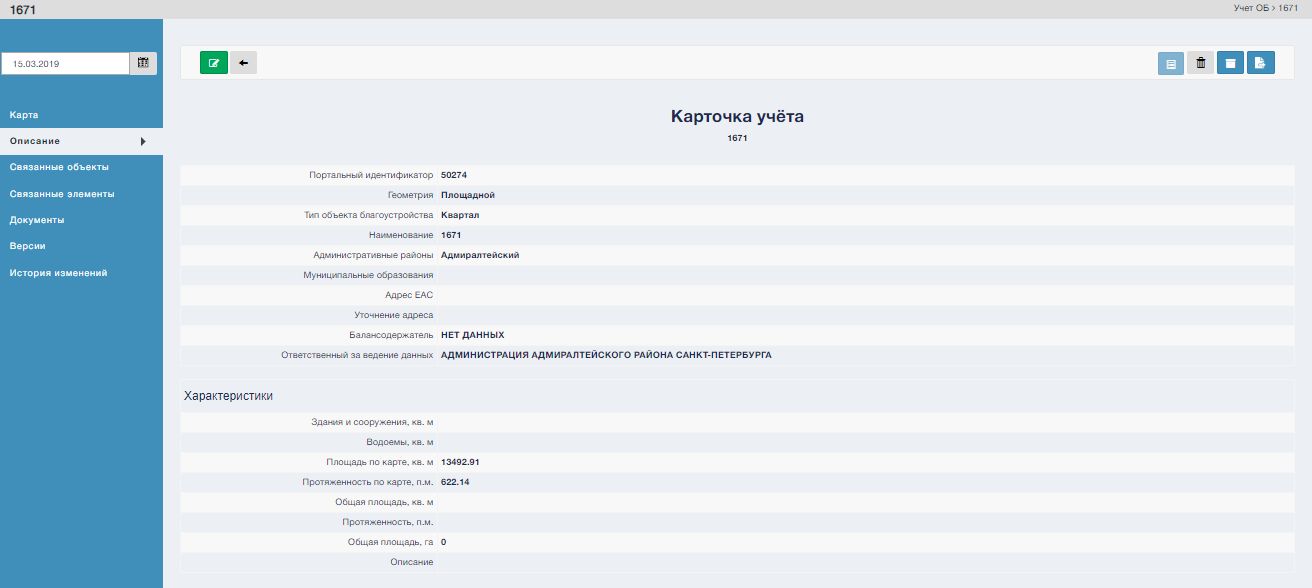 1671
Учет ОБ > 1671
15.03.2019
Карта
Описание
Связанные объекты
Связанные элементы
Документы
Версии
История изменений
Карточка учёта
1671
Портальный идентификатор 50274
Геометрия Площадной
Тип объекта благоустройства Квартал
Наименование 1671
Административные районы Адмиралтейский
Муниципальные образования
Адрес ЕАС
Уточнение адреса
Балансодержатель НЕТ ДАННЫХ
Ответственный за ведение данных АДМИНИСТРАЦИЯ АДМИРАЛТЕЙСКОГО РАЙОНА САНКТ-ПЕТЕРБУРГА
Характеристики
Здания и сооружения, кв. м
Водоемы, кв. м
Площадь по карте, кв. м 13492.91
Протяженность по карте, п.м. 622.14
Общая площадь, кв. м
Протяженность, п.м.
Общая площадь, га 0
Описание